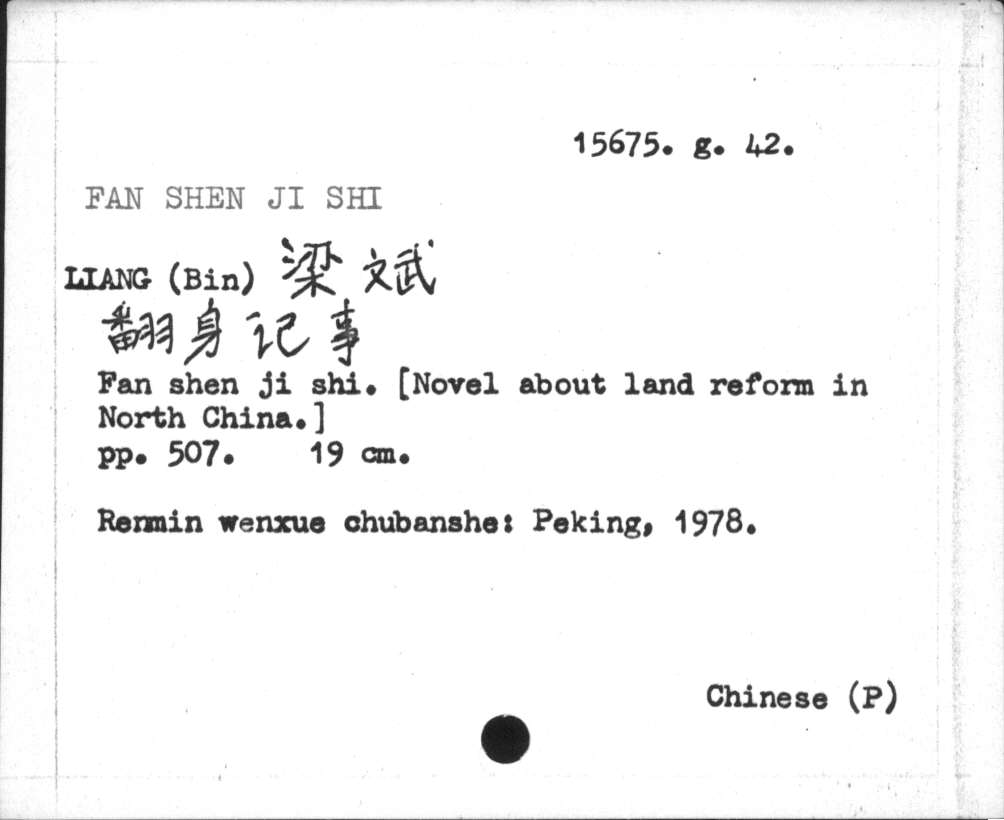 15675. g. 42.
FAN SHEN JI SHI
LIANG (Bin) 梁文斌
翻身记事
Fan shen ji shi. [Novel about land reform in
North China.]
pp. 507. 19 cm.
Renmin wenxue chubanshe: Peking, 1978.
Chinese (P)